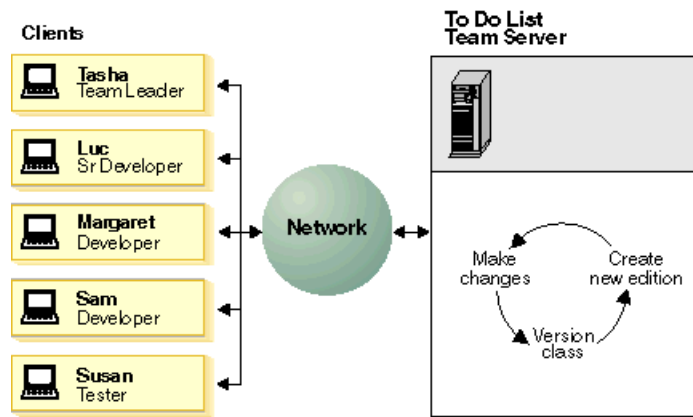 Clients
To Do List
Team Server
Tasha
Team Leader
Luc
Sr Developer
Margaret
Developer
Sam
Developer
Susan
Tester
Network
Make
changes
Create
new edition
Version
class